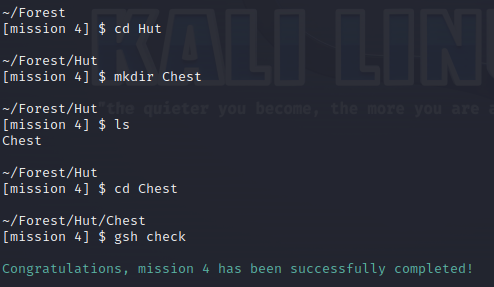 ~/Forest
[mission 4] $ cd Hut
~/Forest/Hut
[mission 4] $ mkdir Chest
KALI LIN
"the quieter you become, the more you are a
~/Forest/Hut
[mission 4] $ ls
Chest
~/Forest/Hut
[mission 4] $ cd Chest
~/Forest/Hut/Chest
[mission 4] $ gsh check
Congratulations, mission 4 has been successfully completed!